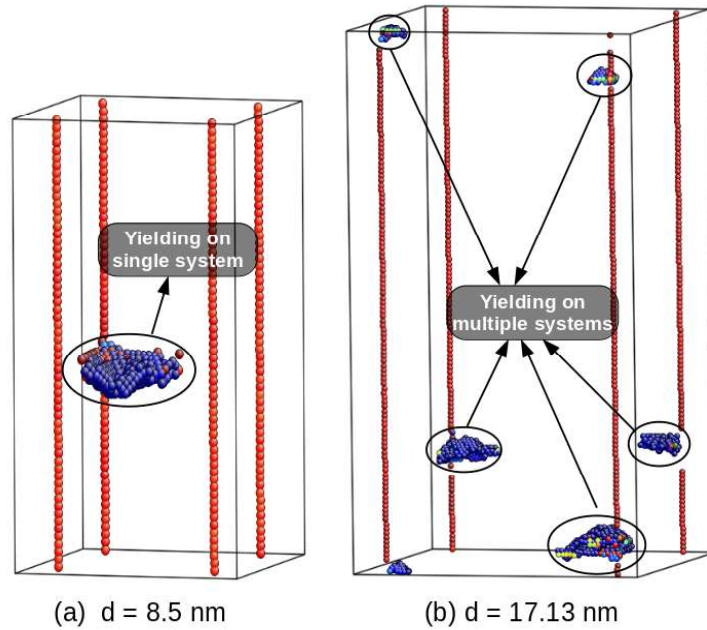 Yielding on
single system
Yielding on
multiple systems
(a) d = 8.5 nm
(b) d = 17.13 nm